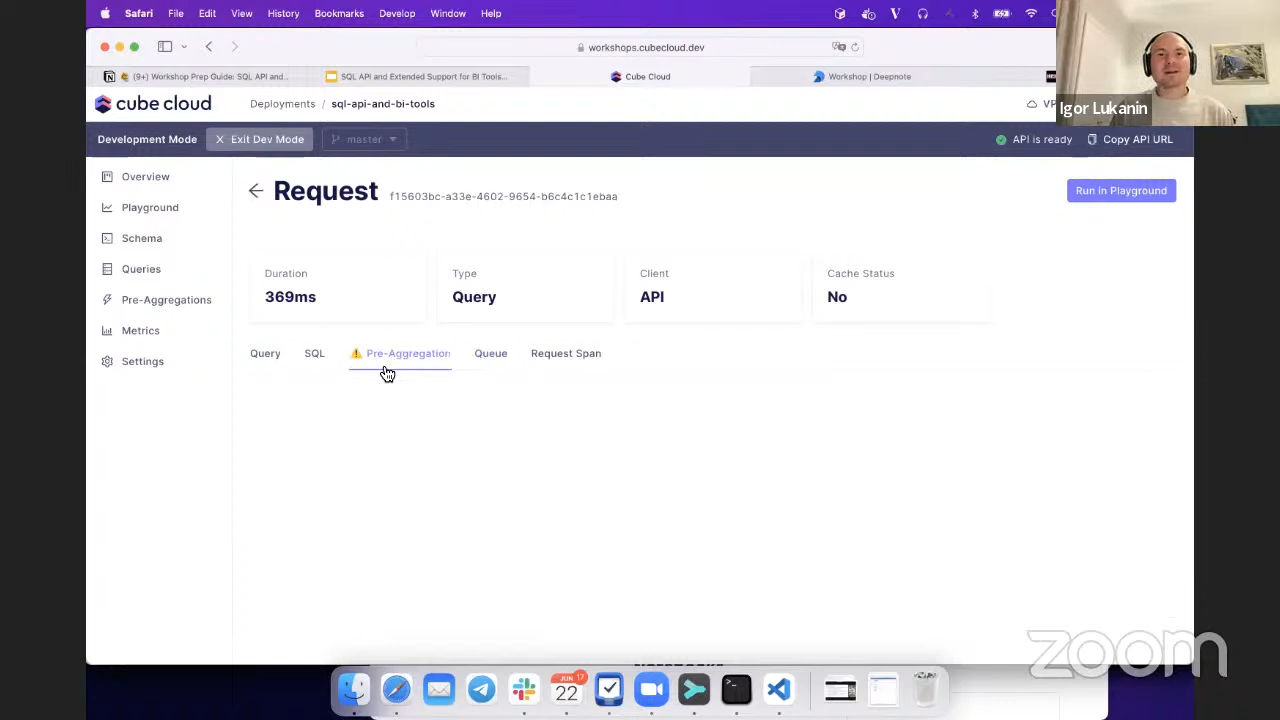 Safari File Edit View History Bookmarks Develop Window Help
workshops.cubecloud.dev
(9+) Workshop Prep Guide: SQL API and...
SQL API and Extended Support for BI Tools...
Cube Cloud
Workshop | Deepnote
cube cloud
Deployments / sql-api-and-bi-tools
Igor Lukanin
Development Mode
Exit Dev Mode
master
API is ready
Copy API URL
Overview
Playground
Schema
Queries
Pre-Aggregations
Metrics
Settings
Request f15603bc-a33e-4602-9654-b6c4c1c1ebaa
Run in Playground
Duration
369ms
Type
Query
Client
API
Cache Status
No
Query
SQL
Pre-Aggregation
Queue
Request Span
zoom
JUN 17
22